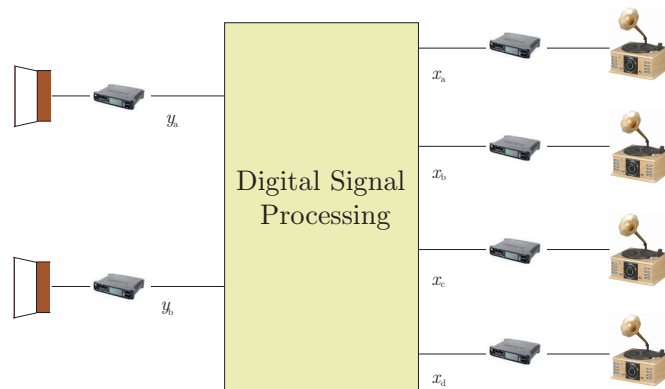 x_a
y_a
Digital Signal
Processing
x_b
x_c
y_b
x_d